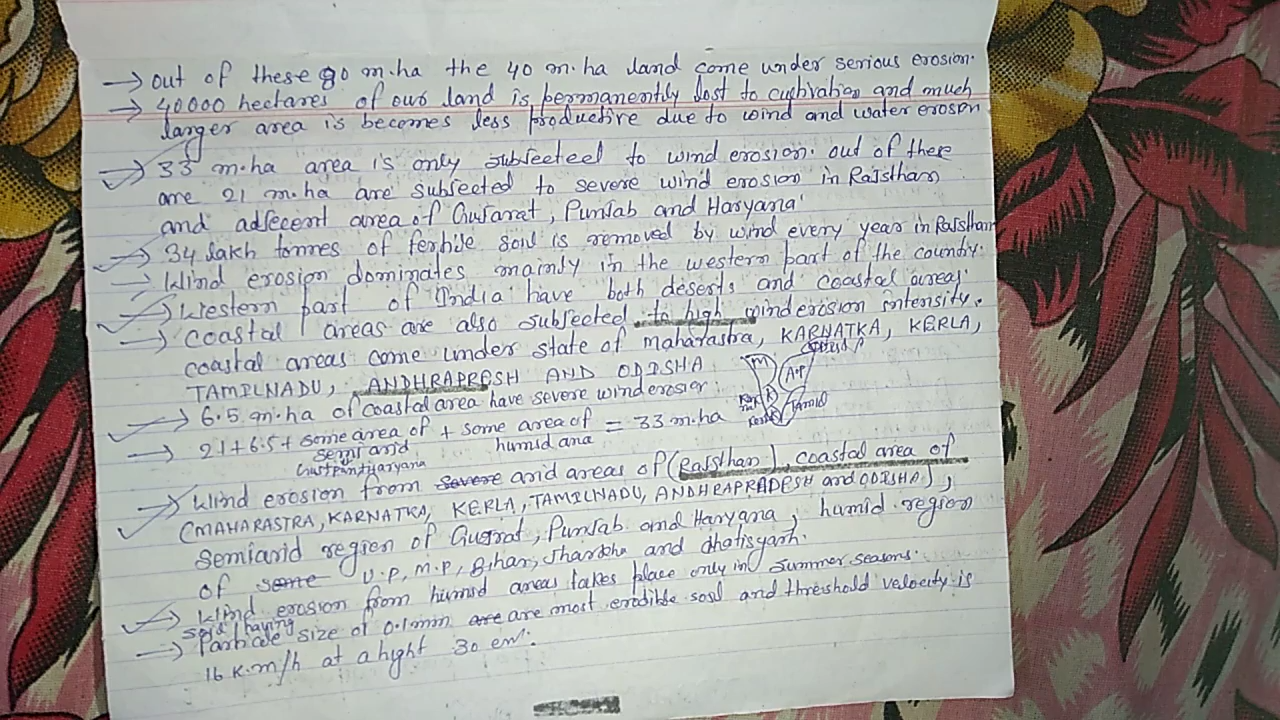 → out of these 90 m.ha the 40 m.ha land come under serious erosion.
→ 40000 hectares of our land is permanently lost to cultivation and much
larger area is becomes less productive due to wind and water erosion
→ 33 m.ha area is only subjected to wind erosion. out of these
are 21 m.ha are subjected to severe wind erosion in Rajsthan
and adjecent area of Gujarat, Punjab and Haryana'
→ 34 lakh tonnes of fertile soil is removed by wind every year in Rajsthan
→ Wind erosion dominates mainly in the western part of the country.
→ Western part of India have both deserts and coastal areas.
→ Coastal areas are also subjected to high wind erosion intensity.
coastal areas come under state of maharastra, KARNATKA, KERLA,
TAMILNADU, ANDHRAPRESH AND ODISHA
M
A.P
K
TAMID
→ 6.5 m.ha of coastal area have severe wind erosion.
→ 21+6.5+ some area of + some area of = 33 m.ha
semi arid humid area
→ Wind erosion from severe arid areas of (Rajsthan), coastal area of
(MAHARASTRA, KARNATKA, KERLA, TAMILNADU, ANDHRAPRADESH and ODISHA),
Semiarid region of Gujrat, Punjab and Haryana, humid region
of some U.P, M.P, Bihar, Jharkha and chatisgarh.
→ Wind erosion from humid areas takes place only in summer seasons.
soil having
→ Particle size of 0.1mm are are most erodible soil and threshold velocity is
16 k.m/h at a hight 30 cm.